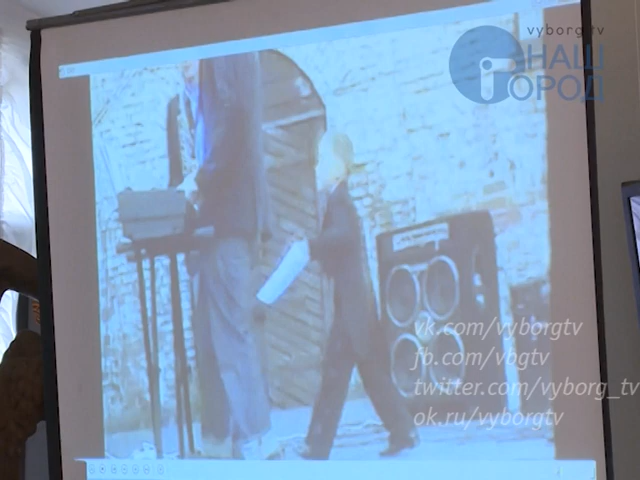 vyborg tv
НАШ
ГОРОД
vk.com/vyborgtv
fb.com/vbgtv
twitter.com/vyborg_tv
ok.ru/vyborgtv